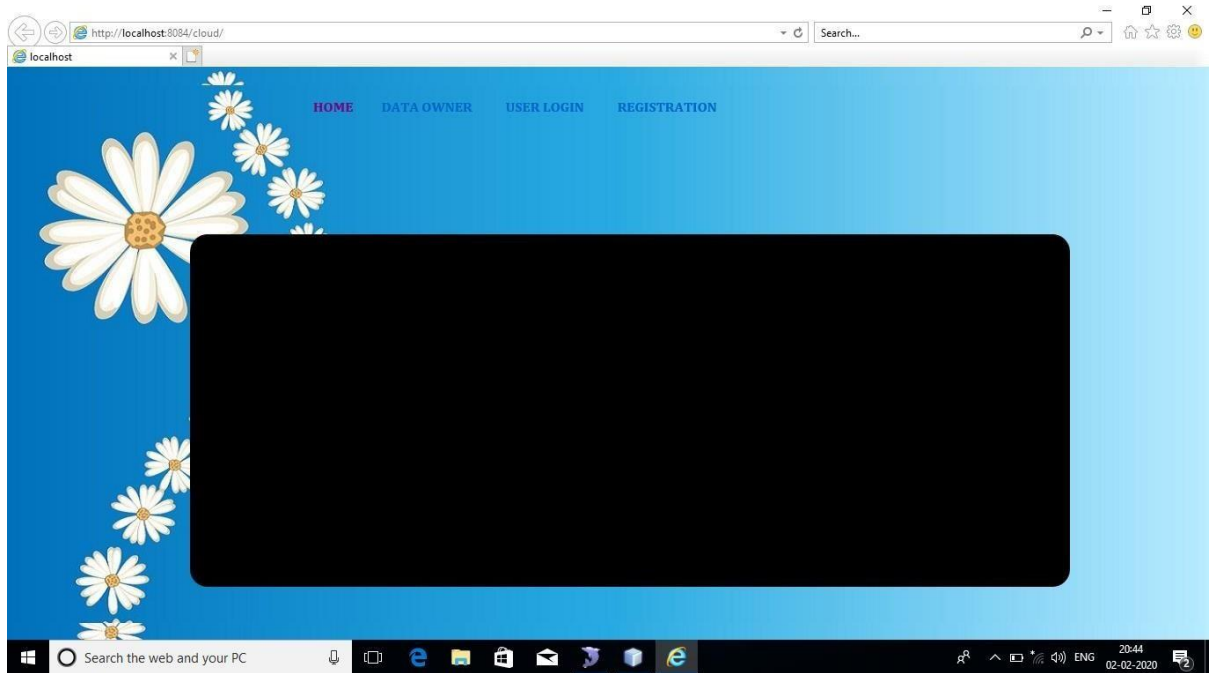 http://localhost:8084/cloud/ Search...
localhost
HOME DATA OWNER USER LOGIN REGISTRATION
Search the web and your PC ENG 20:44
02-02-2020 2